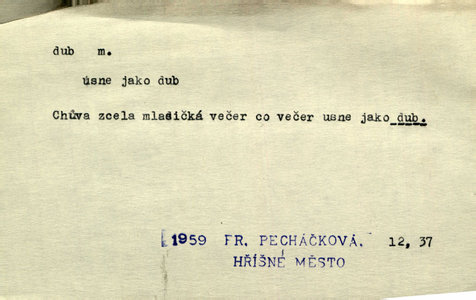 dub m.
usne jako dub
Chůva zcela mladičká večer co večer usne jako dub.
1959 FR. PECHÁČKOVÁ. 12, 37
HŘÍŠNÉ MĚSTO